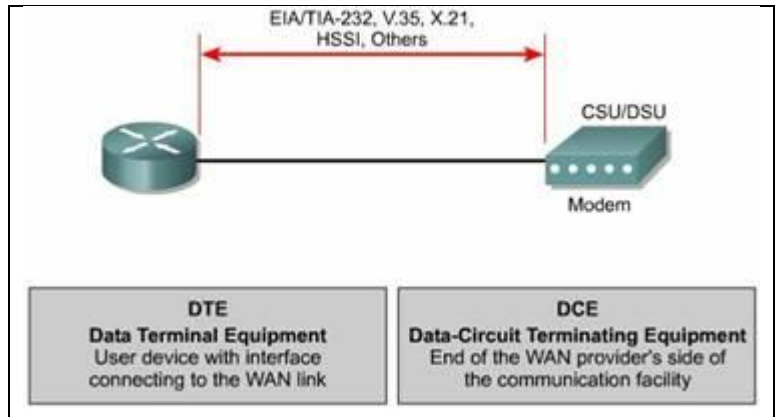 EIA/TIA-232, V.35, X.21,
HSSI, Others
CSU/DSU
Modem
DTE
Data Terminal Equipment
User device with interface
connecting to the WAN link
DCE
Data-Circuit Terminating Equipment
End of the WAN provider's side of
the communication facility